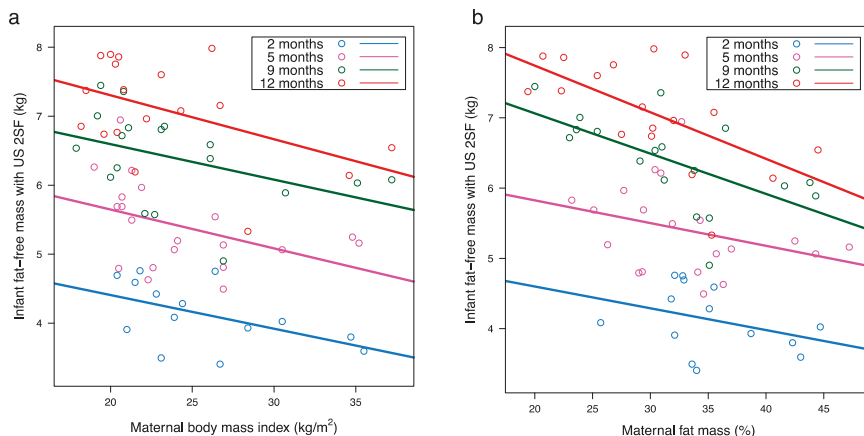 a
8
7
6
5
4
Infant fat–free mass with US 2SF (kg)
2 months
5 months
9 months
12 months
20 25 30 35
Maternal body mass index (kg/m²)
b
8
7
6
5
4
Infant fat–free mass with US 2SF (kg)
2 months
5 months
9 months
12 months
20 25 30 35 40 45
Maternal fat mass (%)